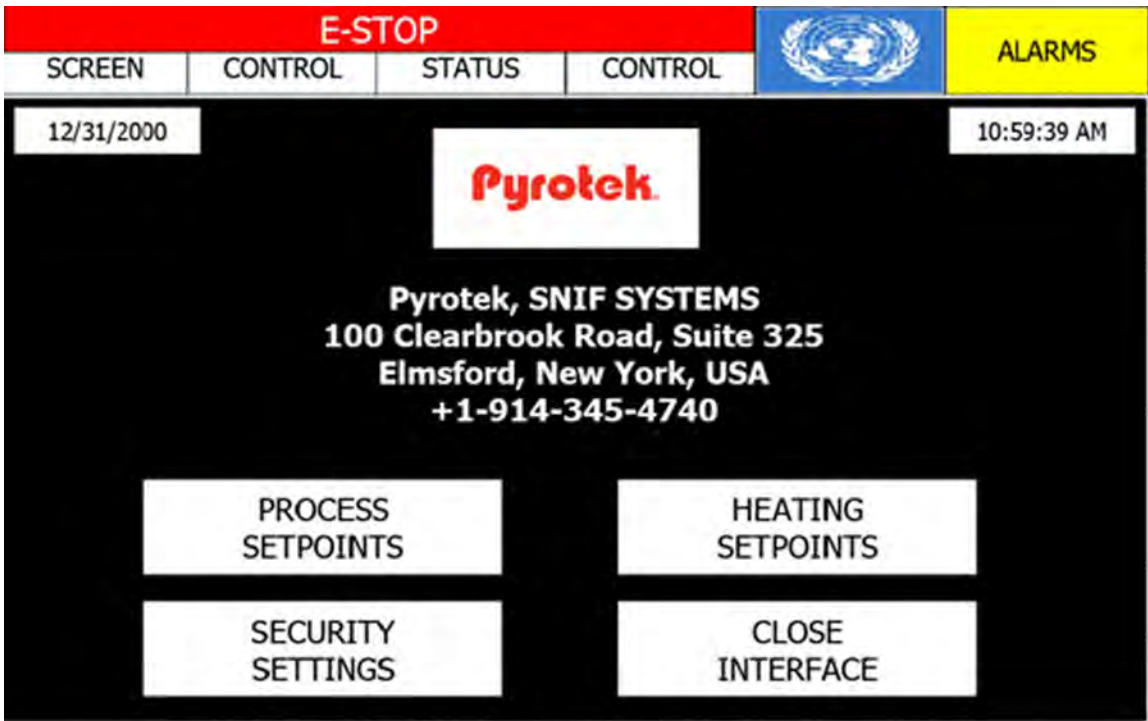 E-STOP
SCREEN CONTROL STATUS CONTROL
ALARMS
12/31/2000
10:59:39 AM
Pyrotek
Pyrotek, SNIF SYSTEMS
100 Clearbrook Road, Suite 325
Elmsford, New York, USA
+1-914-345-4740
PROCESS
SETPOINTS
HEATING
SETPOINTS
SECURITY
SETTINGS
CLOSE
INTERFACE